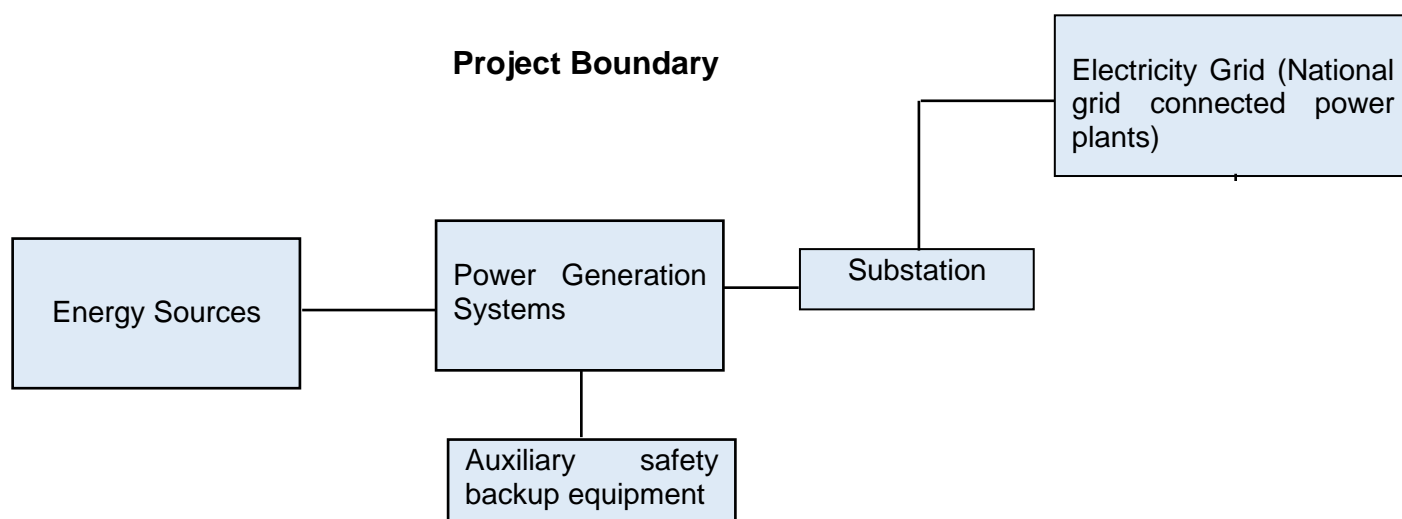 Project Boundary
Electricity Grid (National
grid connected power
plants)
Substation
Power Generation
Systems
Energy Sources
Auxiliary safety
backup equipment